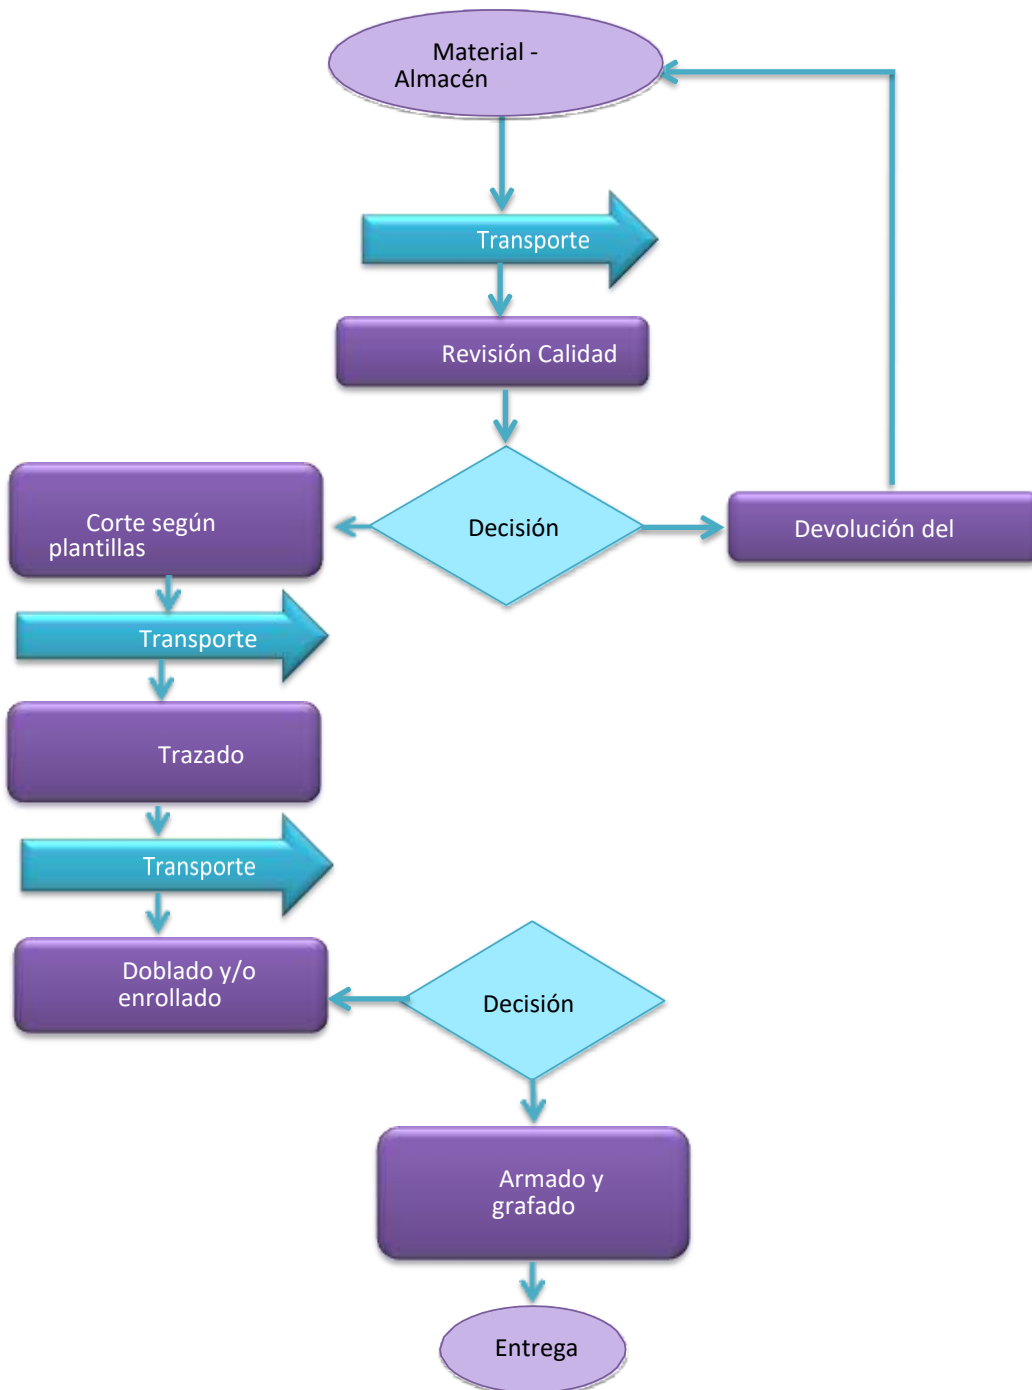 Material -
Almacén
Transporte
Revisión Calidad
Decisión
Corte según
plantillas
Devolución del
Transporte
Trazado
Transporte
Doblado y/o
enrollado
Decisión
Armado y
grafado
Entrega